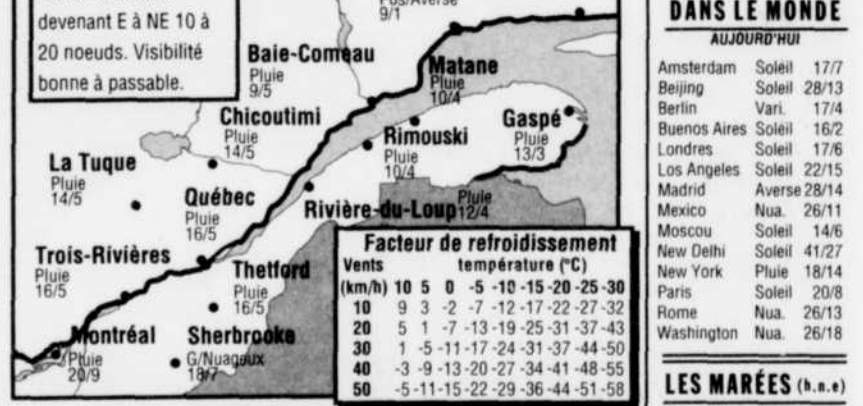 devenant E à NE 10 à
20 noeuds. Visibilité
bonne à passable.
9/1
Baie-Comeau
Pluie
9/5
Matane
Pluie
10/4
Chicoutimi
Pluie
14/5
Gaspé
Pluie
13/3
Rimouski
Pluie
10/4
La Tuque
Pluie
14/5
Québec
Pluie
16/5
Rivière-du-Loup
Pluie
12/4
Trois-Rivières
Pluie
16/5
Thetford
Pluie
16/5
Montréal
Pluie
20/9
Sherbrooke
G/Nuageux
18/7
Facteur de refroidissement
Vents température (°C)
(km/h) 10 5 0 -5 -10 -15 -20 -25 -30
10 9 3 -2 -7 -12 -17 -22 -27 -32
20 5 1 -7 -13 -19 -25 -31 -37 -43
30 1 -5 -11 -17 -24 -31 -37 -44 -50
40 -3 -9 -13 -20 -27 -34 -41 -48 -55
50 -5 -11 -15 -22 -29 -36 -44 -51 -58
DANS LE MONDE
AUJOURD'HUI
Amsterdam Soleil 17/7
Beijing Soleil 28/13
Berlin Vari. 17/4
Buenos Aires Soleil 16/2
Londres Soleil 17/6
Los Angeles Soleil 22/15
Madrid Averse 28/14
Mexico Nua. 26/11
Moscou Soleil 14/6
New Delhi Soleil 41/27
New York Pluie 18/14
Paris Soleil 20/8
Rome Nua. 26/13
Washington Nua. 26/18
LES MARÉES (h.n.e)